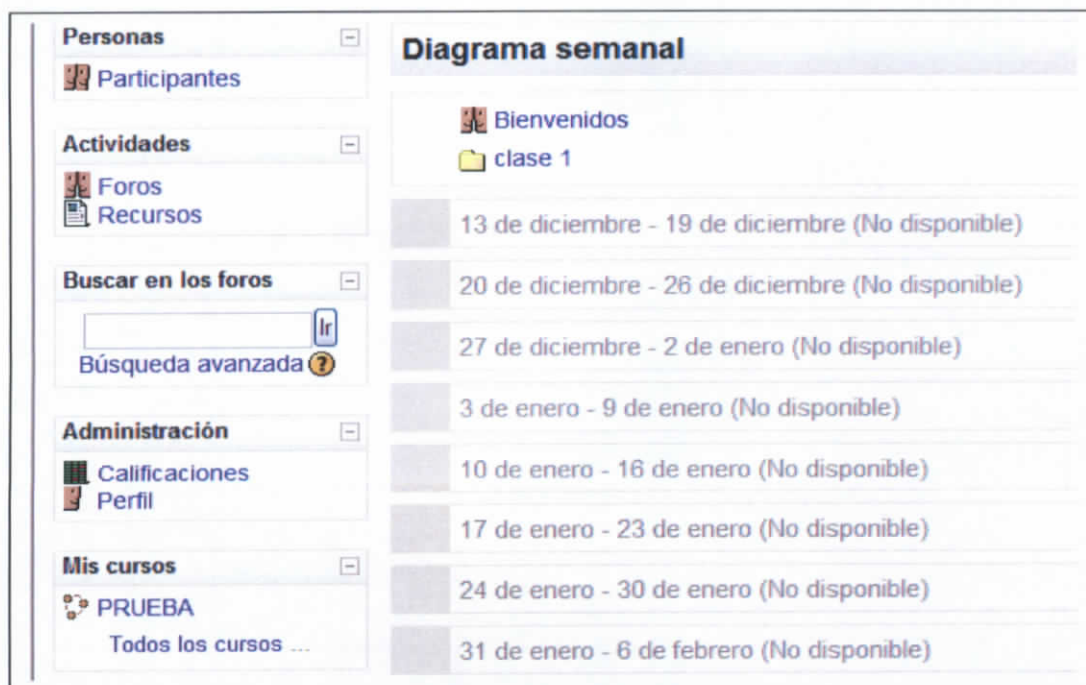 Personas
Participantes
Actividades
Foros
Recursos
Buscar en los foros
Ir
Búsqueda avanzada ?
Administración
Calificaciones
Perfil
Mis cursos
PRUEBA
Todos los cursos ...
Diagrama semanal
Bienvenidos
clase 1
13 de diciembre - 19 de diciembre (No disponible)
20 de diciembre - 26 de diciembre (No disponible)
27 de diciembre - 2 de enero (No disponible)
3 de enero - 9 de enero (No disponible)
10 de enero - 16 de enero (No disponible)
17 de enero - 23 de enero (No disponible)
24 de enero - 30 de enero (No disponible)
31 de enero - 6 de febrero (No disponible)